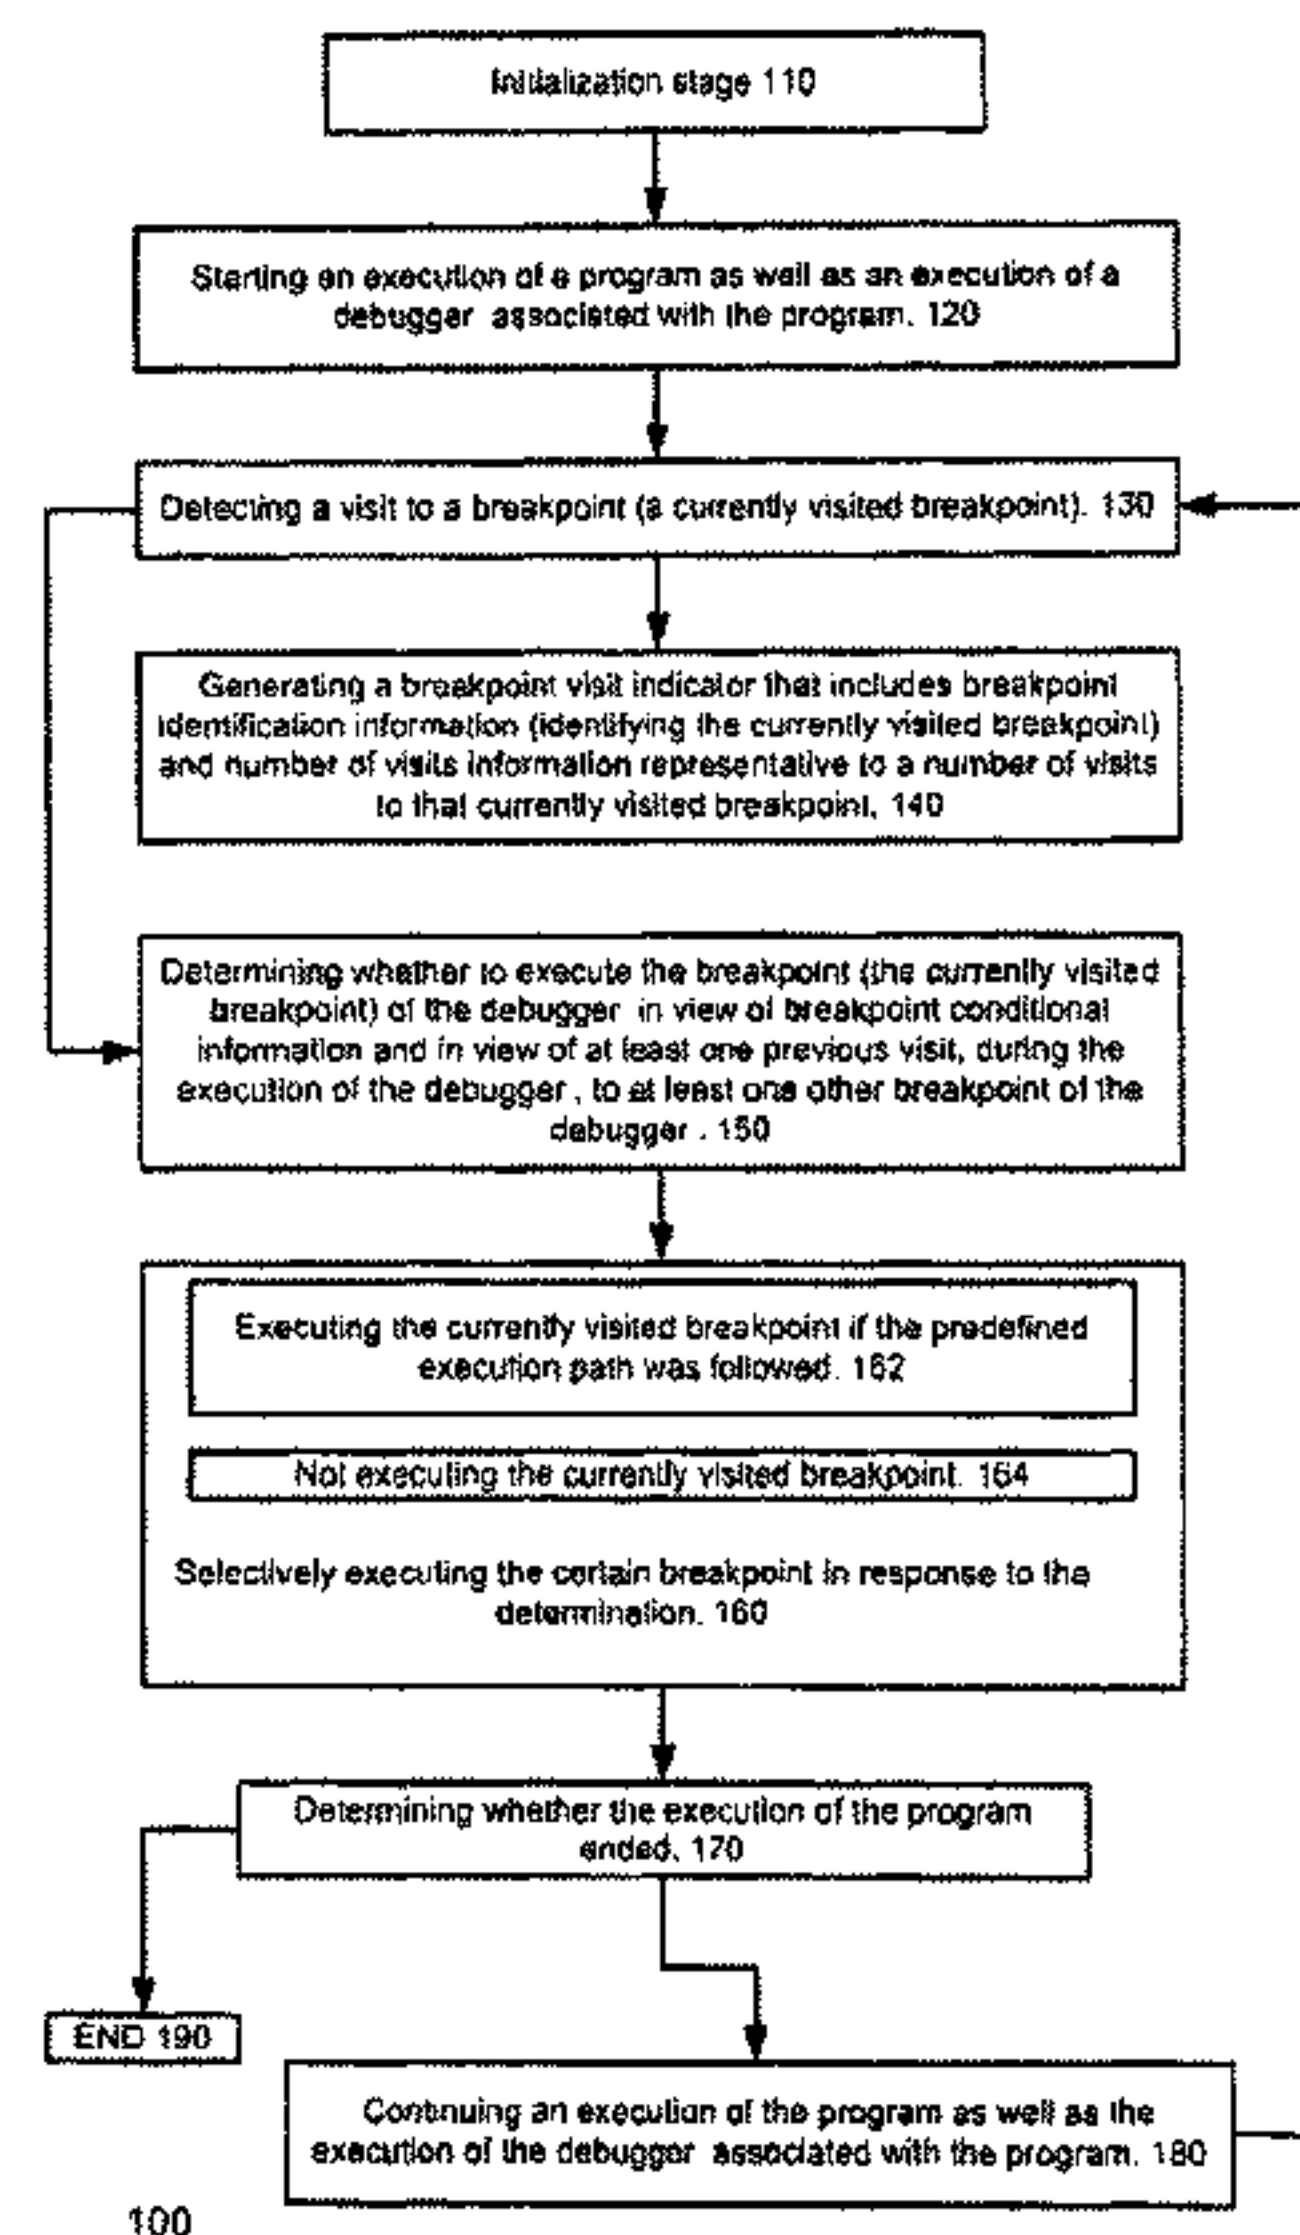 Initialization stage 110
Starting an execution of a program as well as an execution of a
debugger associated with the program. 120
Detecting a visit to a breakpoint (a currently visited breakpoint). 130
Generating a breakpoint visit indicator that includes breakpoint
identification information (identifying the currently visited breakpoint)
and number of visits information representative to a number of visits
to that currently visited breakpoint. 140
Determining whether to execute the breakpoint (the currently visited
breakpoint) of the debugger in view of breakpoint conditional
information and in view of at least one previous visit, during the
execution of the debugger , to at least one other breakpoint of the
debugger . 150
Executing the currently visited breakpoint if the predefined
execution path was followed. 162
Not executing the currently visited breakpoint. 164
Selectively executing the certain breakpoint in response to the
determination. 160
Determining whether the execution of the program
ended. 170
END 190
Continuing an execution of the program as well as the
execution of the debugger associated with the program. 180
100